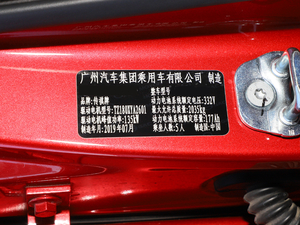 广州汽车集团乘用车有限公司 制造
整车型号
品牌:传祺牌 动力电池系统额定电压:332V
驱动电机型号:TZ180XYA2601 最大允许总质量:2035kg
驱动电机峰值功率:135kW 动力电池系统额定容量:177Ah
制造年月:2019年07月 乘坐人数:5人 制造国:中国